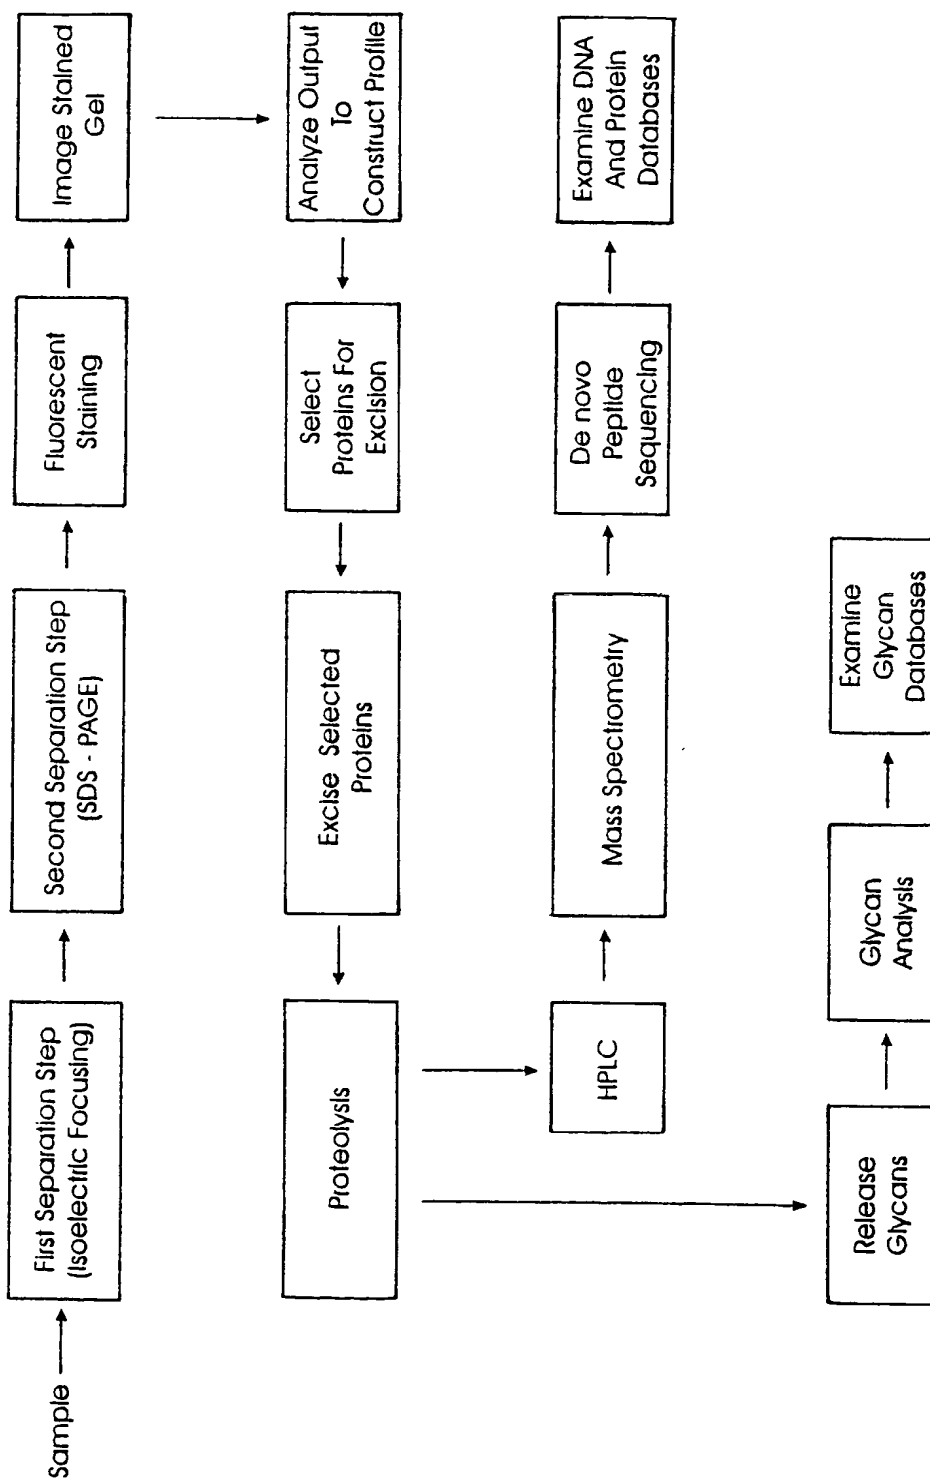 Sample
First Separation Step
(Isoelectric Focusing)
Second Separation Step
(SDS - PAGE)
Fluorescent
Staining
Image Stained
Gel
Analyze Output
To
Construct Profile
Select
Proteins For
Excision
Excise Selected
Proteins
Proteolysis
HPLC
Mass Spectrometry
De novo
Peptide
Sequencing
Examine DNA
And Protein
Databases
Release
Glycans
Glycan
Analysis
Examine
Glycan
Databases